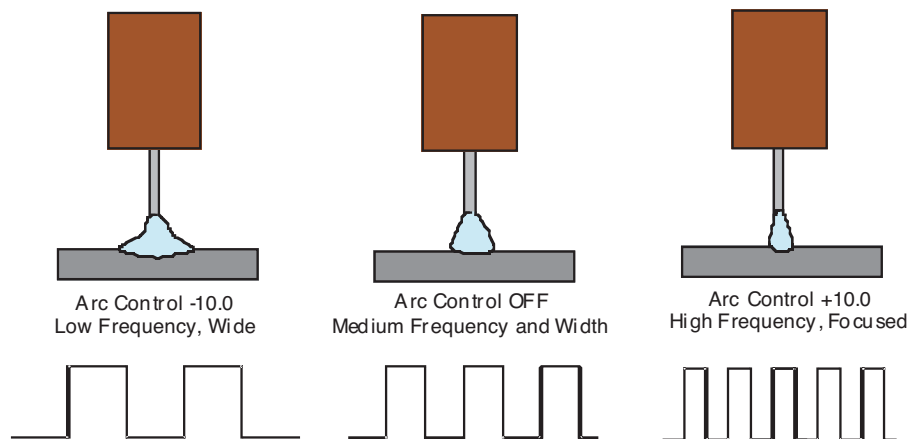 Arc Control -10.0
Low Frequency, Wide
Arc Control OFF
Medium Frequency and Width
Arc Control +10.0
High Frequency, Focused